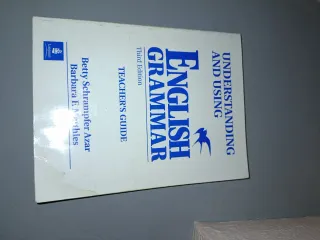 UNDERSTANDING
AND USING
ENGLISH
GRAMMAR
Third Edition
TEACHER'S GUIDE
Betty Schrampfer Azar
Barbara F. Matthies